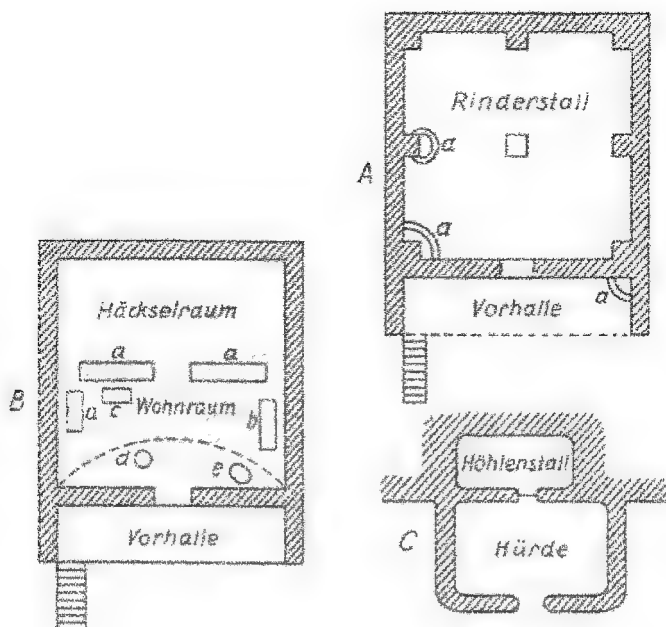 Rinderstall
a
A
a
a
Vorhalle
Häckselraum
a a
B
a c Wohnraum b
d e
Vorhalle
Höhlenstall
C
Hürde